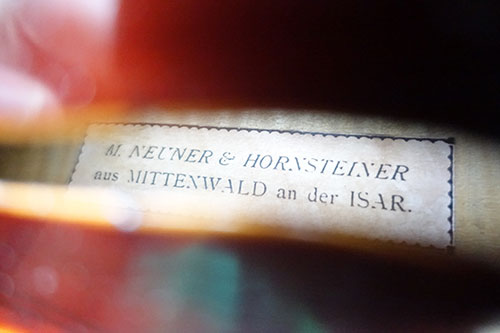 M. NEUNER & HORNSTEINER
aus MITTENWALD an der ISAR.